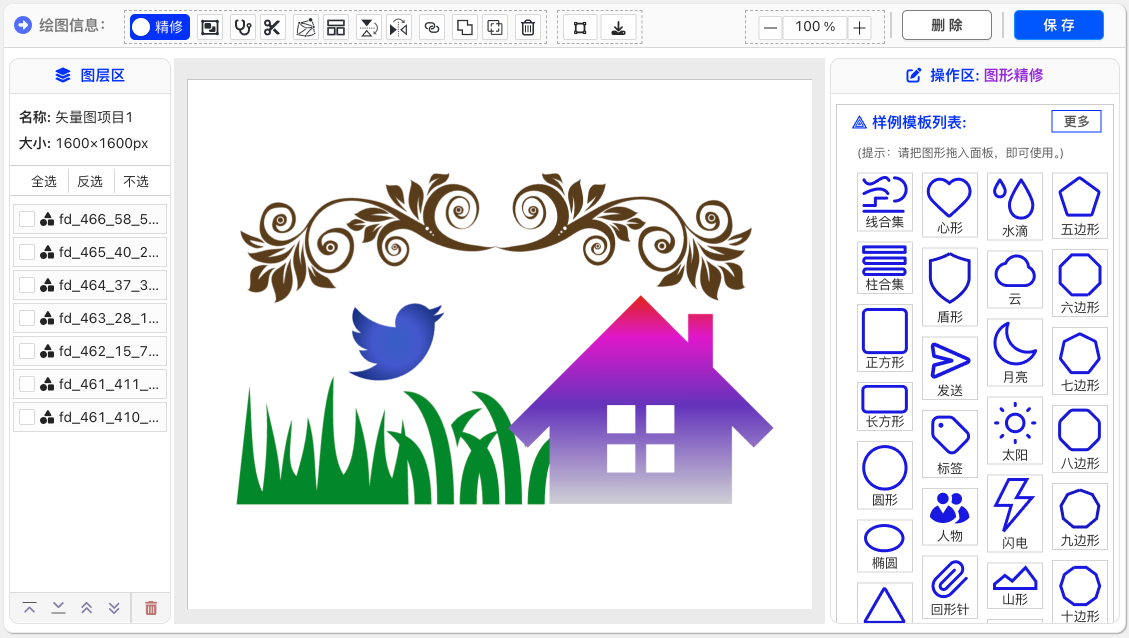 绘图信息:
精修
100 %
删 除
保 存
图层区
名称: 矢量图项目1
大小: 1600×1600px
全选
反选
不选
fd_466_58_5...
fd_465_40_2...
fd_464_37_3...
fd_463_28_1...
fd_462_15_7...
fd_461_411_...
fd_461_410_...
操作区: 图形精修
样例模板列表:
更多
(提示: 请把图形拖入面板，即可使用。)
线合集
柱合集
正方形
长方形
圆形
椭圆
心形
盾形
发送
标签
人物
回形针
水滴
云
月亮
太阳
闪电
山形
五边形
六边形
七边形
八边形
九边形
十边形